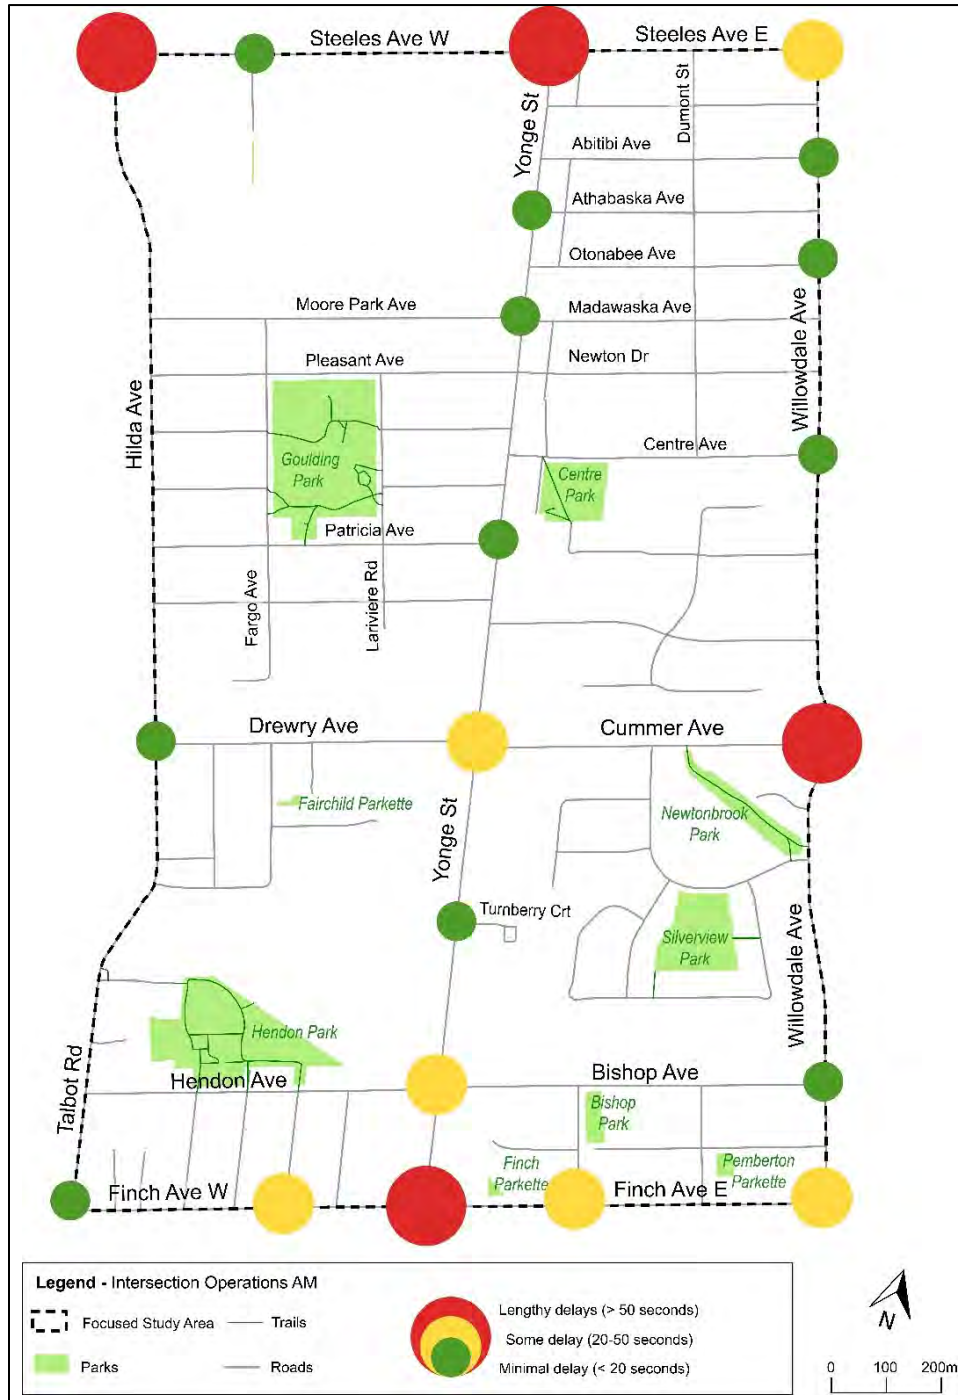 Steeles Ave W
Steeles Ave E
Yonge St
Dumont St
Abitibi Ave
Athabaska Ave
Otonabee Ave
Moore Park Ave
Madawaska Ave
Pleasant Ave
Newton Dr
Willowdale Ave
Hilda Ave
Centre Ave
Goulding
Park
Centre
Park
Patricia Ave
Fargo Ave
Lariviere Rd
Drewry Ave
Cummer Ave
Fairchild Parkette
Newtonbrook
Park
Yonge St
Turnberry Crt
Silverview
Park
Willowdale Ave
Hendon Park
Talbot Rd
Hendon Ave
Bishop Ave
Bishop
Park
Finch
Parkette
Pemberton
Parkette
Finch Ave W
Finch Ave E
Legend - Intersection Operations AM
Focused Study Area
Trails
Parks
Roads
Lengthy delays (> 50 seconds)
Some delay (20-50 seconds)
Minimal delay (< 20 seconds)
N
0 100 200m